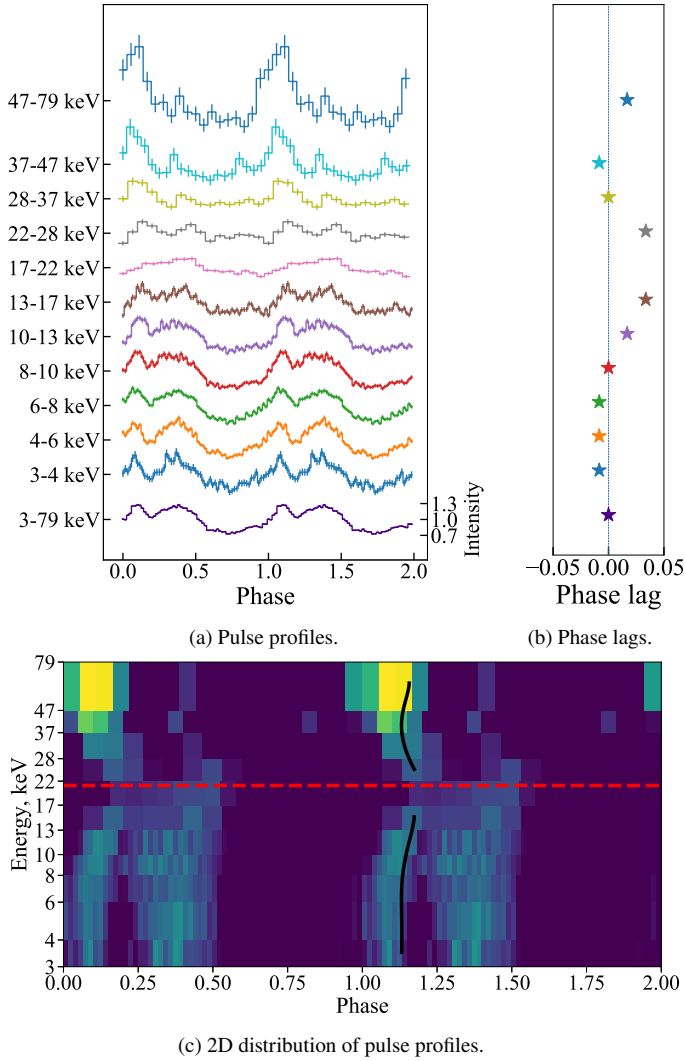 47-79 keV
37-47 keV
28-37 keV
22-28 keV
17-22 keV
13-17 keV
10-13 keV
8-10 keV
6-8 keV
4-6 keV
3-4 keV
3-79 keV
1.3
1.0
0.7
Intensity
0.0 0.5 1.0 1.5 2.0
Phase
−0.05 0.00 0.05
Phase lag
(a) Pulse profiles.
(b) Phase lags.
79
47
37
28
22
17
13
10
8
6
4
3
Energy, keV
0.00 0.25 0.50 0.75 1.00 1.25 1.50 1.75 2.00
Phase
(c) 2D distribution of pulse profiles.